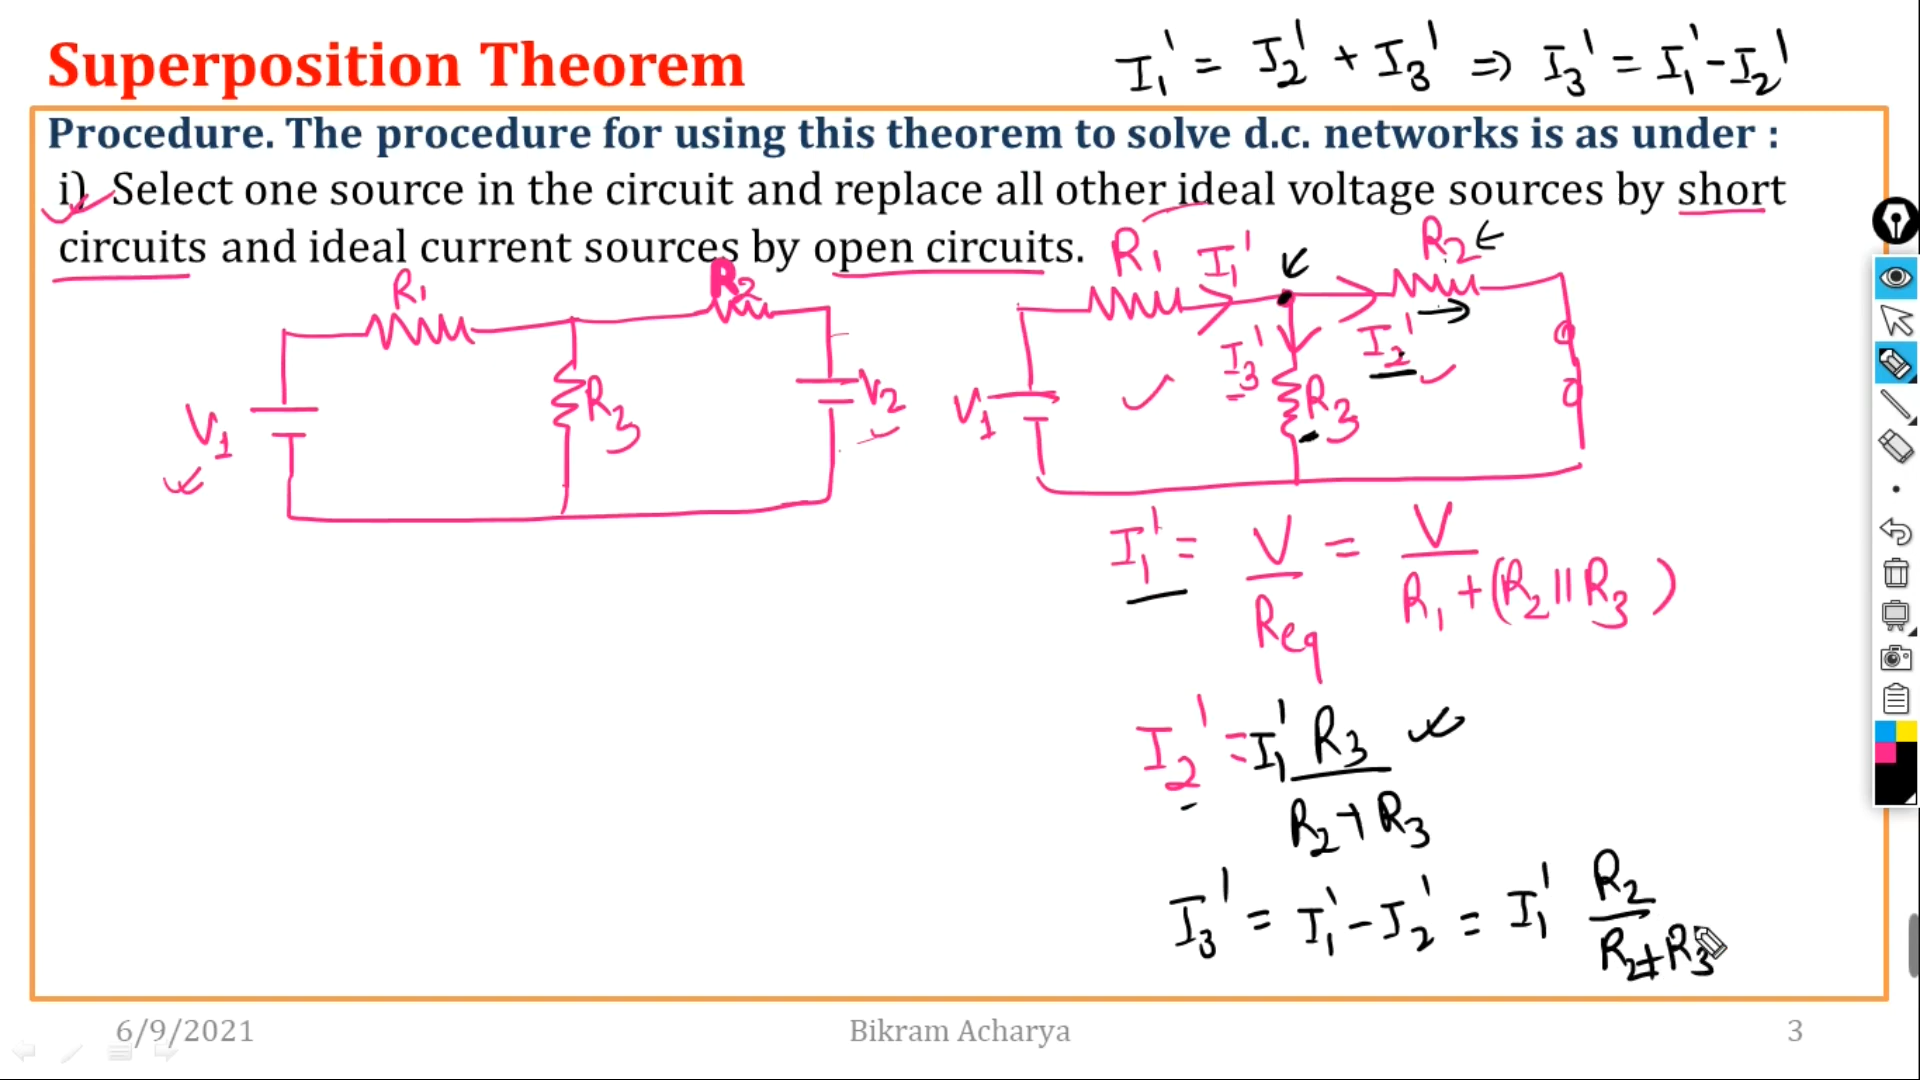 Superposition Theorem
I₁' = I₂' + I₃' ⇒ I₃' = I₁' - I₂'
Procedure. The procedure for using this theorem to solve d.c. networks is as under :
i) Select one source in the circuit and replace all other ideal voltage sources by short
circuits and ideal current sources by open circuits.
R₁ R₂
V₁ R₃ V₂
R₁ I₁' R₂
V₁ I₃' R₃ I₂'
I₁' = V/Req = V/(R₁ + (R₂ || R₃))
I₂' = I₁' R₃/(R₂ + R₃)
I₃' = I₁' - I₂' = I₁' R₂/(R₂ + R₃)
6/9/2021 Bikram Acharya 3